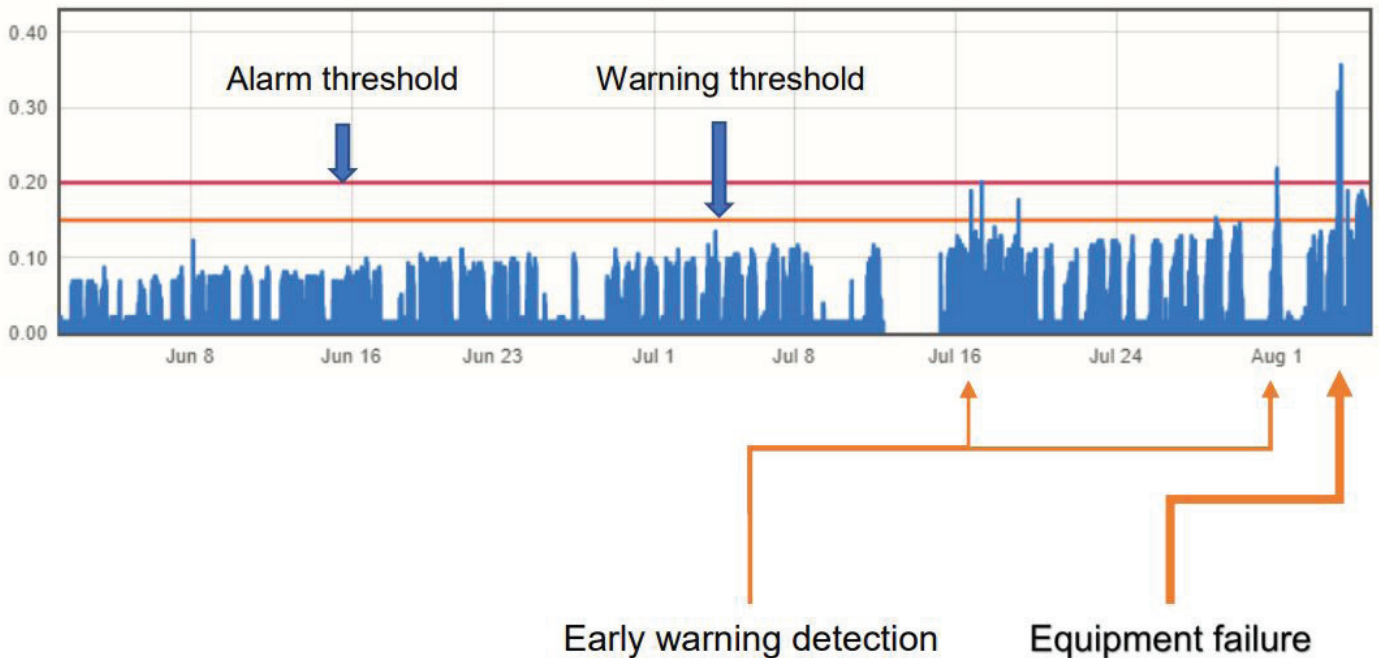 0.40
Alarm threshold Warning threshold
0.30
0.20
0.10
0.00
Jun 8 Jun 16 Jun 23 Jul 1 Jul 8 Jul 16 Jul 24 Aug 1
Early warning detection Equipment failure